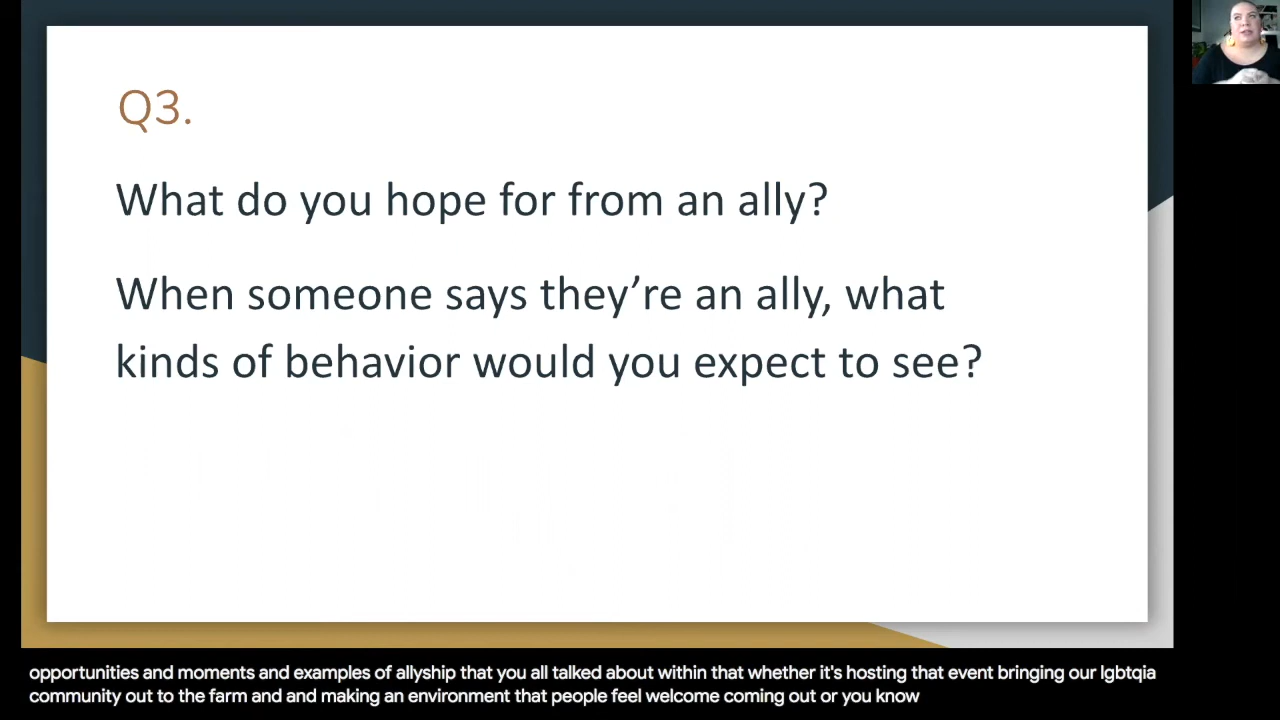 Q3.
What do you hope for from an ally?
When someone says they’re an ally, what
kinds of behavior would you expect to see?
opportunities and moments and examples of allyship that you all talked about within that whether it's hosting that event bringing our lgbtqia
community out to the farm and and making an environment that people feel welcome coming out or you know